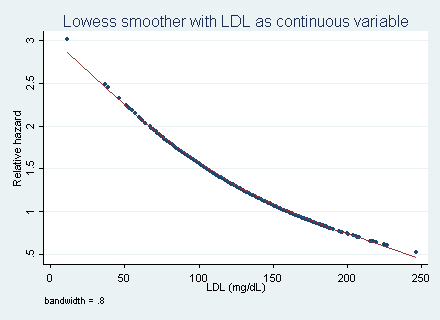 Lowess smoother with LDL as continuous variable
3
2.5
2
1.5
1
.5
Relative hazard
0 50 100 150 200 250
LDL (mg/dL)
bandwidth = .8